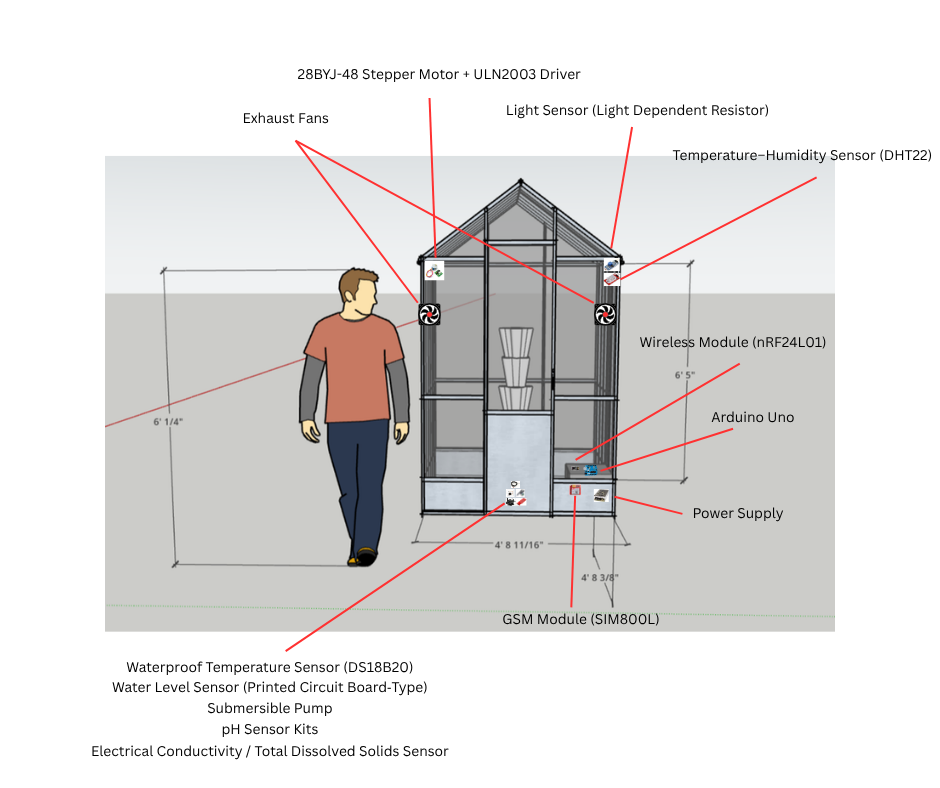 28BYJ-48 Stepper Motor + ULN2003 Driver
Light Sensor (Light Dependent Resistor)
Exhaust Fans
Temperature–Humidity Sensor (DHT22)
Wireless Module (nRF24L01)
6' 5"
Arduino Uno
6' 1/4"
Power Supply
4' 8 11/16"
4' 8 3/8"
GSM Module (SIM800L)
Waterproof Temperature Sensor (DS18B20)
Water Level Sensor (Printed Circuit Board-Type)
Submersible Pump
pH Sensor Kits
Electrical Conductivity / Total Dissolved Solids Sensor